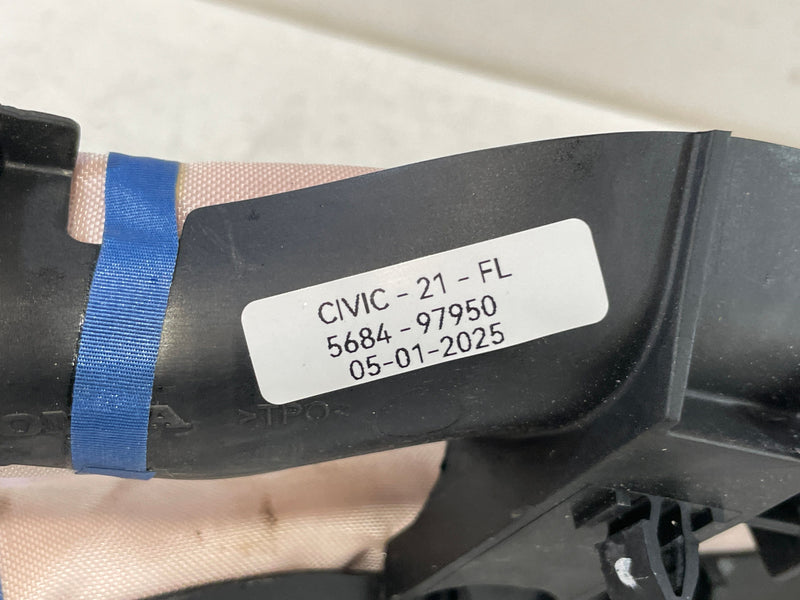 CIVIC - 21 - FL
5684 - 97950
05-01-2025
>TPO<